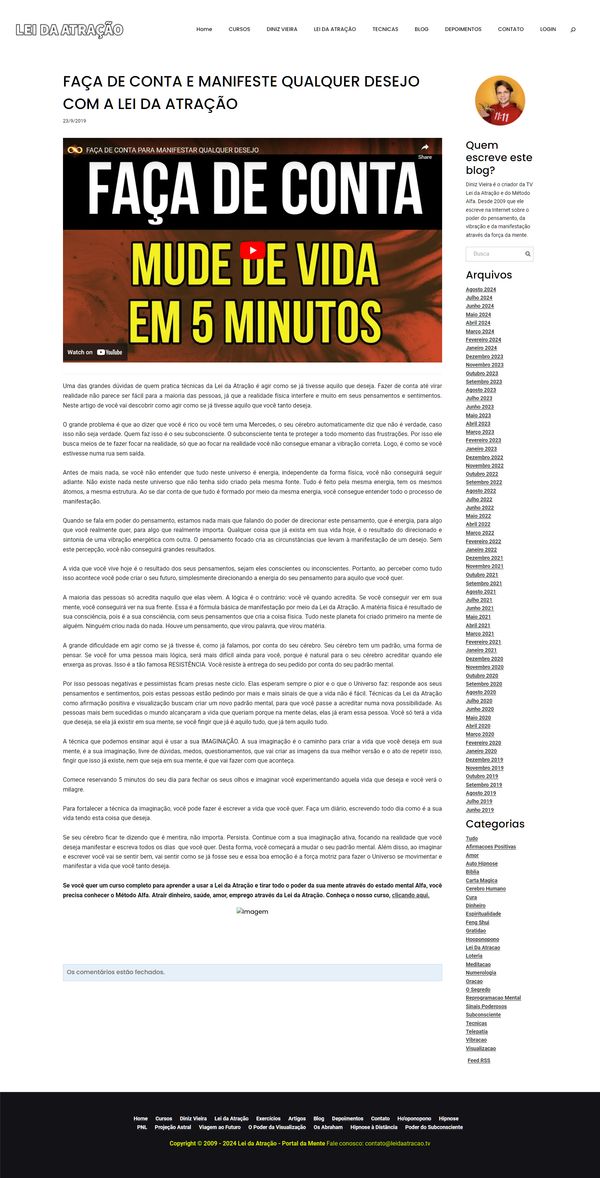 LEI DA ATRAÇÃO
Home CURSOS DINIZ VIEIRA LEI DA ATRAÇÃO TECNICAS BLOG DEPOIMENTOS CONTATO LOGIN
FAÇA DE CONTA E MANIFESTE QUALQUER DESEJO
COM A LEI DA ATRAÇÃO
23/9/2019
FAÇA DE CONTA PARA MANIFESTAR QUALQUER DESEJO
Share
FAÇA DE CONTA
MUDE DE VIDA
EM 5 MINUTOS
Watch on YouTube
Uma das grandes dúvidas de quem pratica técnicas da Lei da Atração é agir como se já tivesse aquilo que deseja. Fazer de conta até virar
realidade não parece ser fácil para a maioria das pessoas, já que a realidade física interfere e muito em seus pensamentos e sentimentos.
Neste artigo de você vai descobrir como agir como se já tivesse aquilo que você tanto deseja.
O grande problema é que ao dizer que você é rico ou você tem uma Mercedes, o seu cérebro automaticamente diz que não é verdade, caso
isso não seja verdade. Quem faz isso é o seu subconsciente. O subconsciente tenta te proteger a todo momento das frustrações. Por isso ele
busca meios de te fazer focar na realidade, só que ao focar na realidade você não consegue emanar a vibração correta. Logo, é como se você
estivesse numa rua sem saída.
Antes de mais nada, se você não entender que tudo neste universo é energia, independente da forma física, você não conseguirá seguir
adiante. Não existe nada neste universo que não tenha sido criado pela mesma fonte. Tudo é feito pela mesma energia, tem os mesmos
átomos, a mesma estrutura. Ao se dar conta de que tudo é formado por meio da mesma energia, você consegue entender todo o processo de
manifestação.
Quando se fala em poder do pensamento, estamos nada mais que falando do poder de direcionar este pensamento, que é energia, para algo
que você realmente quer, para algo que realmente importa. Qualquer coisa que já exista em sua vida hoje, é o resultado do direcionado e
sintonia de uma vibração energética com outra. O pensamento focado cria as circunstâncias que levam à manifestação de um desejo. Sem
este percepção, você não conseguirá grandes resultados.
A vida que você vive hoje é o resultado dos seus pensamentos, sejam eles conscientes ou inconscientes. Portanto, ao perceber como tudo
isso acontece você pode criar o seu futuro, simplesmente direcionando a energia do seu pensamento para aquilo que você quer.
A maioria das pessoas só acredita naquilo que elas vêem. A lógica é o contrário: você vê quando acredita. Se você conseguir ver em sua
mente, você conseguirá ver na sua frente. Essa é a fórmula básica de manifestação por meio da Lei da Atração. A matéria física é resultado de
sua consciência, pois é a sua consciência, com seus pensamentos que cria a coisa física. Tudo neste planeta foi criado primeiro na mente de
alguém. Ninguém criou nada do nada. Houve um pensamento, que virou palavra, que virou matéria.
A grande dificuldade em agir como se já tivesse é, como já falamos, por conta do seu cérebro. Seu cérebro tem um padrão, uma forma de
pensar. Se você for uma pessoa mais lógica, será mais difícil ainda para você, porque é natural para o seu cérebro acreditar quando ele
enxerga as provas. Isso é a tão famosa RESISTÊNCIA. Você resiste à entrega do seu pedido por conta do seu padrão mental.
Por isso pessoas negativas e pessimistas ficam presas neste ciclo. Elas esperam sempre o pior e o que o Universo faz: responde aos seus
pensamentos e sentimentos, pois estas pessoas estão pedindo por mais e mais sinais de que a vida não é fácil. Técnicas da Lei da Atração
como afirmação positiva e visualização buscam criar um novo padrão mental, para que você passe a acreditar numa nova possibilidade. As
pessoas mais bem sucedidas o mundo alcançaram a vida que queriam porque na mente delas, elas já eram essa pessoa. Você só terá a vida
que deseja, se ela já existir em sua mente, se você fingir que já é aquilo tudo, que já tem aquilo tudo.
A técnica que podemos ensinar aqui é usar a sua IMAGINAÇÃO. A sua imaginação é o caminho para criar a vida que você deseja em sua
mente, é a sua imaginação, livre de dúvidas, medos, questionamentos, que vai criar as imagens da sua melhor versão e o ato de repetir isso,
fingir que isso já existe, nem que seja em sua mente, é que vai fazer com que aconteça.
Comece reservando 5 minutos do seu dia para fechar os seus olhos e imaginar você experimentando aquela vida que deseja e você verá o
milagre.
Para fortalecer a técnica da imaginação, você pode fazer é escrever a vida que você quer. Faça um diário, escrevendo todo dia como é a sua
vida tendo esta coisa que deseja.
Se seu cérebro ficar te dizendo que é mentira, não importa. Persista. Continue com a sua imaginação ativa, focando na realidade que você
deseja manifestar e escreva todos os dias que você quer. Desta forma, você começará a mudar o seu padrão mental. Além disso, ao imaginar
e escrever você vai se sentir bem, vai sentir como se já fosse seu e essa boa emoção é a força motriz para fazer o Universo se movimentar e
manifestar a vida que você tanto deseja.
Se você quer um curso completo para aprender a usar a Lei da Atração e tirar todo o poder da sua mente através do estado mental Alfa, você
precisa conhecer o Método Alfa. Atrair dinheiro, saúde, amor, emprego através da Lei da Atração. Conheça o nosso curso, clicando aqui.
Imagem
Os comentários estão fechados.
11:11
Quem
escreve este
blog?
Diniz Vieira é o criador da TV
Lei da Atração e do Método
Alfa. Desde 2009 que ele
escreve na Internet sobre o
poder do pensamento, da
vibração e da manifestação
através da força da mente.
Busca
Arquivos
Agosto 2024
Julho 2024
Junho 2024
Maio 2024
Abril 2024
Março 2024
Fevereiro 2024
Janeiro 2024
Dezembro 2023
Novembro 2023
Outubro 2023
Setembro 2023
Agosto 2023
Julho 2023
Junho 2023
Maio 2023
Abril 2023
Março 2023
Fevereiro 2023
Janeiro 2023
Dezembro 2022
Novembro 2022
Outubro 2022
Setembro 2022
Agosto 2022
Julho 2022
Junho 2022
Maio 2022
Abril 2022
Março 2022
Fevereiro 2022
Janeiro 2022
Dezembro 2021
Novembro 2021
Outubro 2021
Setembro 2021
Agosto 2021
Julho 2021
Junho 2021
Maio 2021
Abril 2021
Março 2021
Fevereiro 2021
Janeiro 2021
Dezembro 2020
Novembro 2020
Outubro 2020
Setembro 2020
Agosto 2020
Julho 2020
Junho 2020
Maio 2020
Abril 2020
Março 2020
Fevereiro 2020
Janeiro 2020
Dezembro 2019
Novembro 2019
Outubro 2019
Setembro 2019
Agosto 2019
Julho 2019
Junho 2019
Categorias
Tudo
Afirmacoes Positivas
Amor
Auto Hipnose
Biblia
Carta Magica
Cerebro Humano
Cura
Dinheiro
Espiritualidade
Feng Shui
Gratidao
Hooponopono
Lei Da Atracao
Loteria
Meditacao
Numerologia
Oracao
O Segredo
Reprogramacao Mental
Sinais Poderosos
Subconsciente
Tecnicas
Telepatia
Vibracao
Visualizacao
Feed RSS
Home Cursos Diniz Vieira Lei da Atração Exercícios Artigos Blog Depoimentos Contato Ho'oponopono Hipnose
PNL Projeção Astral Viagem ao Futuro O Poder da Visualização Os Abraham Hipnose à Distância Poder do Subconsciente
Copyright © 2009 - 2024 Lei da Atração - Portal da Mente Fale conosco: contato@leidaatracao.tv